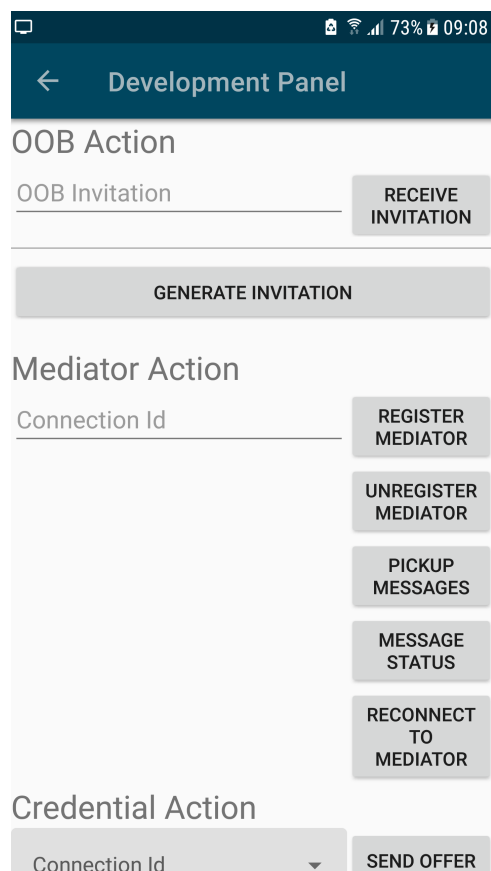 73% 09:08
Development Panel
OOB Action
OOB Invitation
RECEIVE
INVITATION
GENERATE INVITATION
Mediator Action
Connection Id
REGISTER
MEDIATOR
UNREGISTER
MEDIATOR
PICKUP
MESSAGES
MESSAGE
STATUS
RECONNECT
TO
MEDIATOR
Credential Action
Connection Id
SEND OFFER